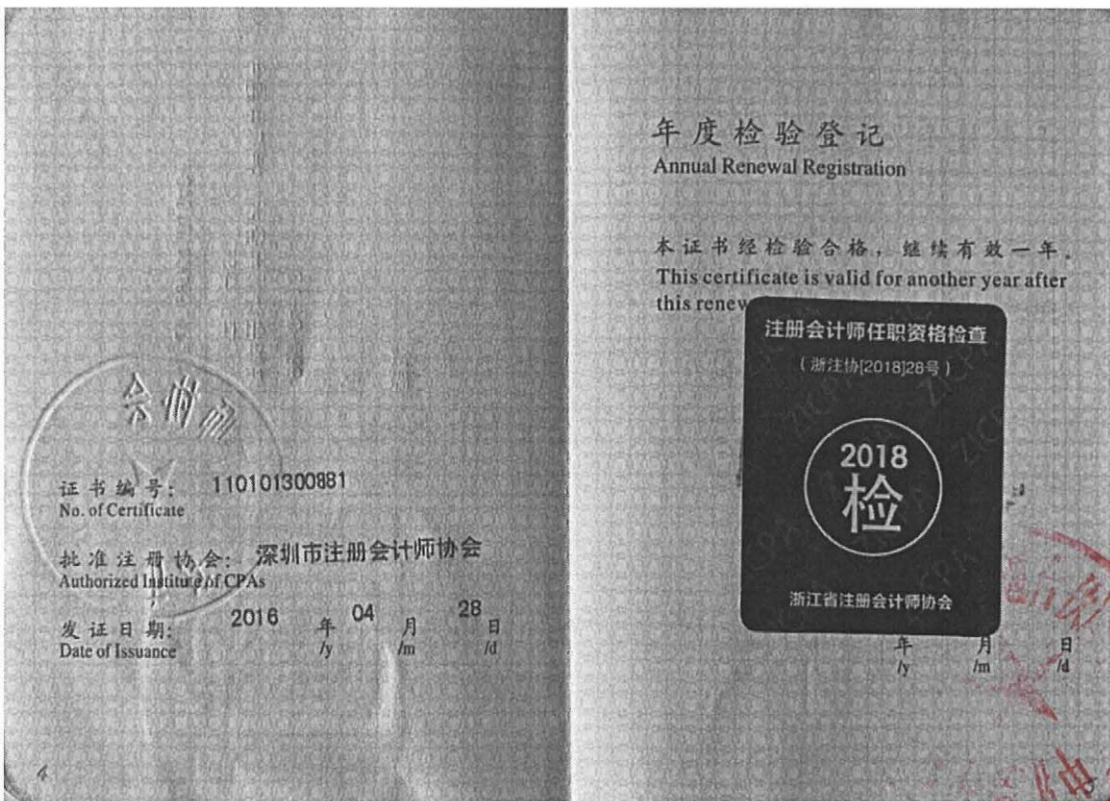 证书编号: 110101300881
No. of Certificate
批准注册协会: 深圳市注册会计师协会
Authorized Institute of CPAs
发证日期: 2016 年 04 月 28 日
Date of Issuance /y /m /d
4
年度检验登记
Annual Renewal Registration
本证书经检验合格，继续有效一年。
This certificate is valid for another year after
this renew
注册会计师任职资格检查
(浙注协[2018]28号)
2018
检
浙江省注册会计师协会
年 月 日
/y /m /d